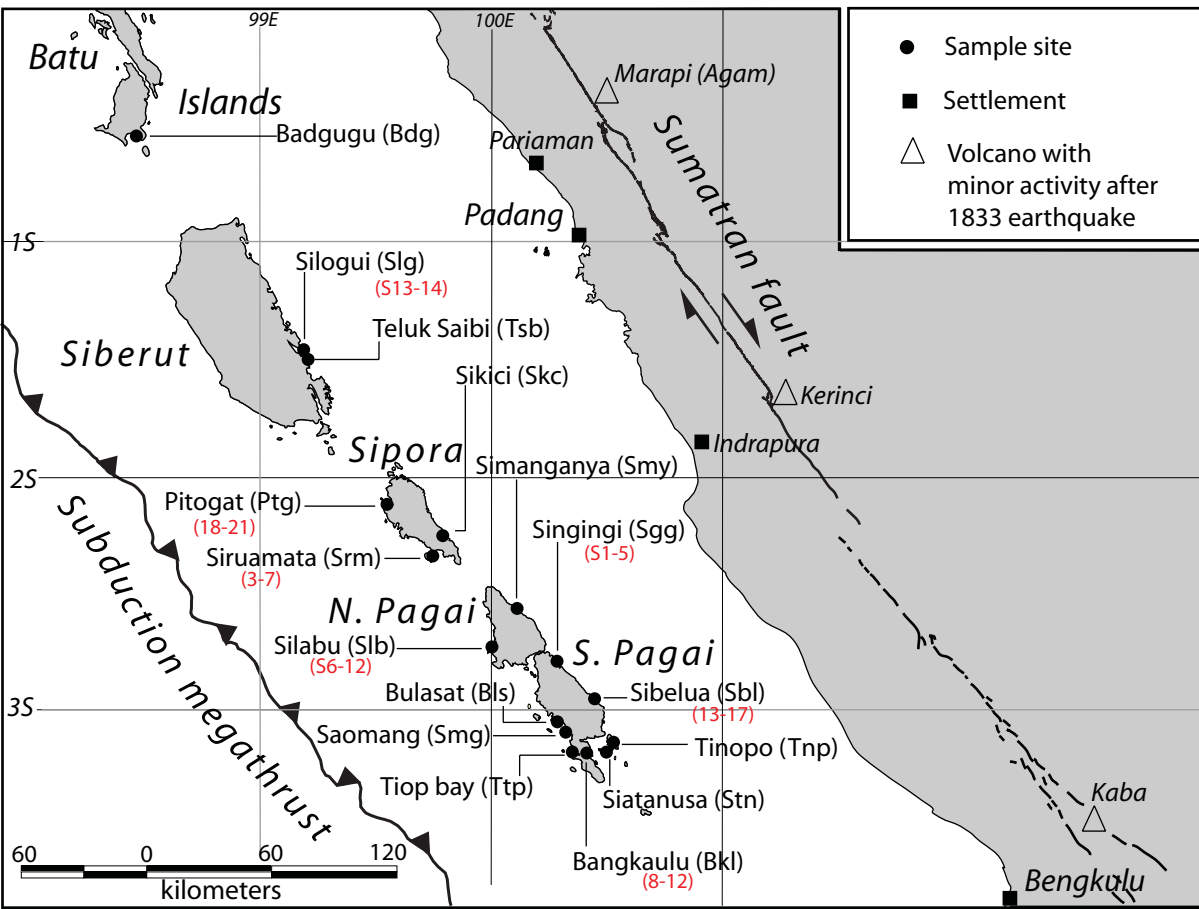 99E
100E
Batu
Islands
Badgugu (Bdg)
Marapi (Agam)
Pariaman
Padang
Sumatran fault
Sample site
Settlement
Volcano with
minor activity after
1833 earthquake
1S
Silogui (Slg)
(S13-14)
Teluk Saibi (Tsb)
Siberut
Sikici (Skc)
Kerinci
Indrapura
Sipora
Simanganya (Smy)
2S
Pitogat (Ptg)
(18-21)
Singingi (Sgg)
(S1-5)
Siruamata (Srm)
(3-7)
Subduction megathrust
N. Pagai
Silabu (Slb)
(S6-12)
S. Pagai
Bulasat (Bls)
Sibelua (Sbl)
(13-17)
3S
Saomang (Smg)
Tinopo (Tnp)
Tiop bay (Ttp)
Siatanusa (Stn)
Kaba
Bangkaulu (Bkl)
(8-12)
Bengkulu
60 0 60 120
kilometers